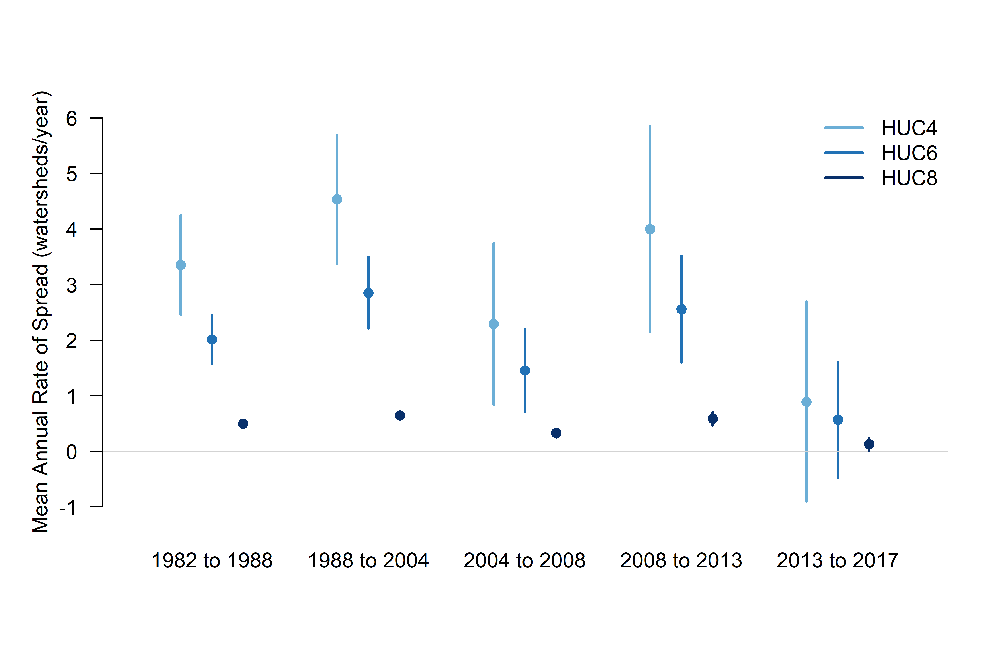 Mean Annual Rate of Spread (watersheds/year)
6
5
4
3
2
1
0
-1
HUC4
HUC6
HUC8
1982 to 1988
1988 to 2004
2004 to 2008
2008 to 2013
2013 to 2017